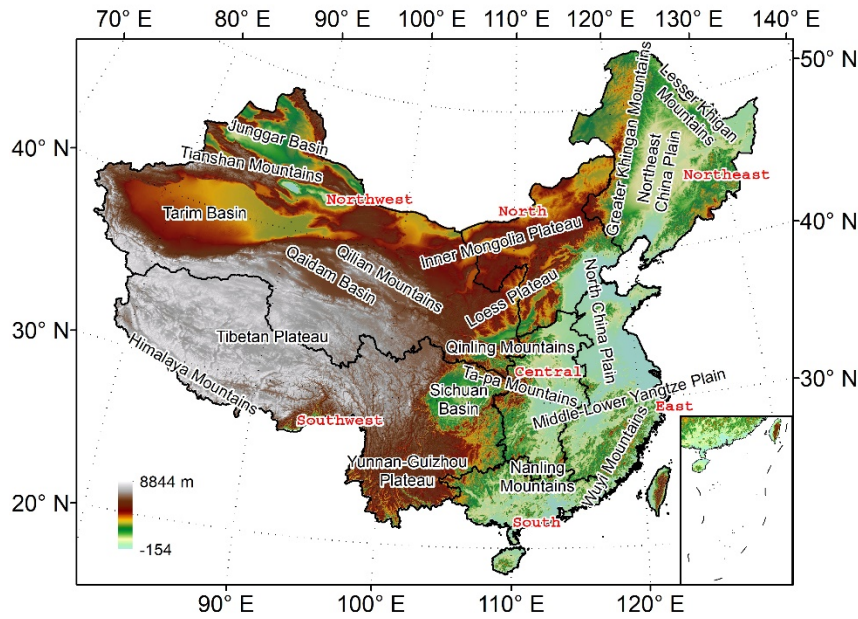 70° E
80° E
90° E
100° E
110° E
120° E
130° E
140° E
50° N
40° N
30° N
20° N
40° N
30° N
90° E
100° E
110° E
120° E
Junggar Basin
Tianshan Mountains
Northwest
Tarim Basin
Qilian Mountains
Qaidam Basin
North
Inner Mongolia Plateau
Greater Khingan Mountains
Lesser Khigan
Mountains
Northeast
China Plain
Northeast
Loess Plateau
North China Plain
Qinling Mountains
Tibetan Plateau
Himalaya Mountains
Central
Ta-pa Mountains
Sichuan
Basin
Middle-Lower Yangtze Plain
East
Southwest
Yunnan-Guizhou
Plateau
Nanling
Mountains
Wuyi Mountains
South
8844 m
-154